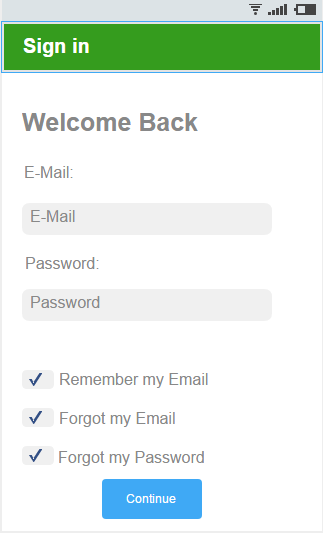 Sign in
Welcome Back
E-Mail:
E-Mail
Password:
Password
Remember my Email
Forgot my Email
Forgot my Password
Continue